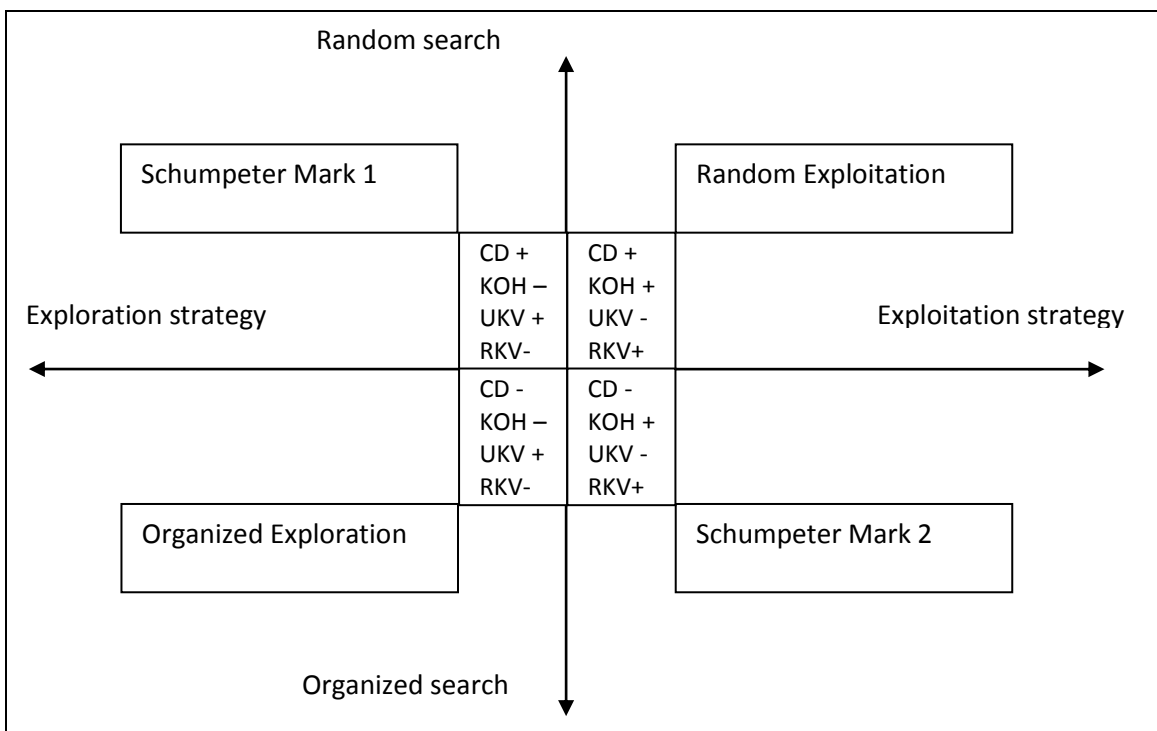 Random search
Schumpeter Mark 1
Random Exploitation
CD +
KOH –
UKV +
RKV-
CD +
KOH +
UKV -
RKV+
Exploration strategy
Exploitation strategy
CD -
KOH –
UKV +
RKV-
CD -
KOH +
UKV -
RKV+
Organized Exploration
Schumpeter Mark 2
Organized search